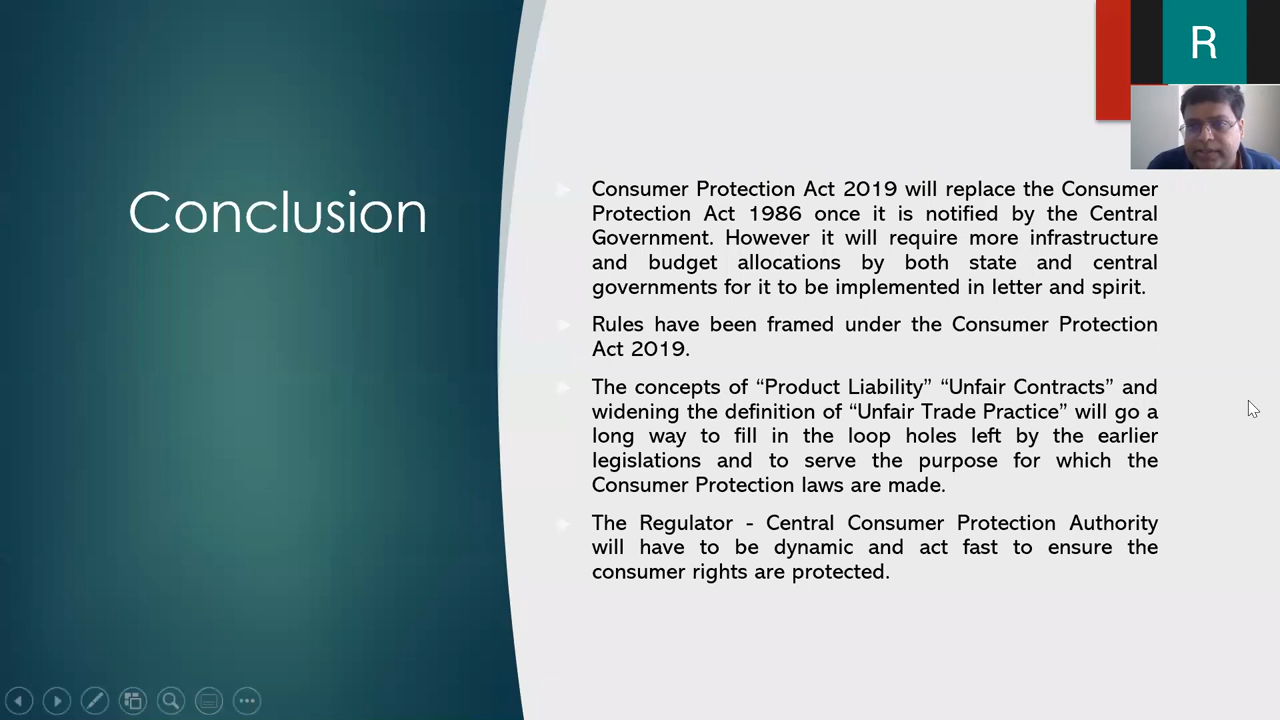 R
Conclusion
Consumer Protection Act 2019 will replace the Consumer
Protection Act 1986 once it is notified by the Central
Government. However it will require more infrastructure
and budget allocations by both state and central
governments for it to be implemented in letter and spirit.
Rules have been framed under the Consumer Protection
Act 2019.
The concepts of “Product Liability” “Unfair Contracts” and
widening the definition of “Unfair Trade Practice” will go a
long way to fill in the loop holes left by the earlier
legislations and to serve the purpose for which the
Consumer Protection laws are made.
The Regulator - Central Consumer Protection Authority
will have to be dynamic and act fast to ensure the
consumer rights are protected.